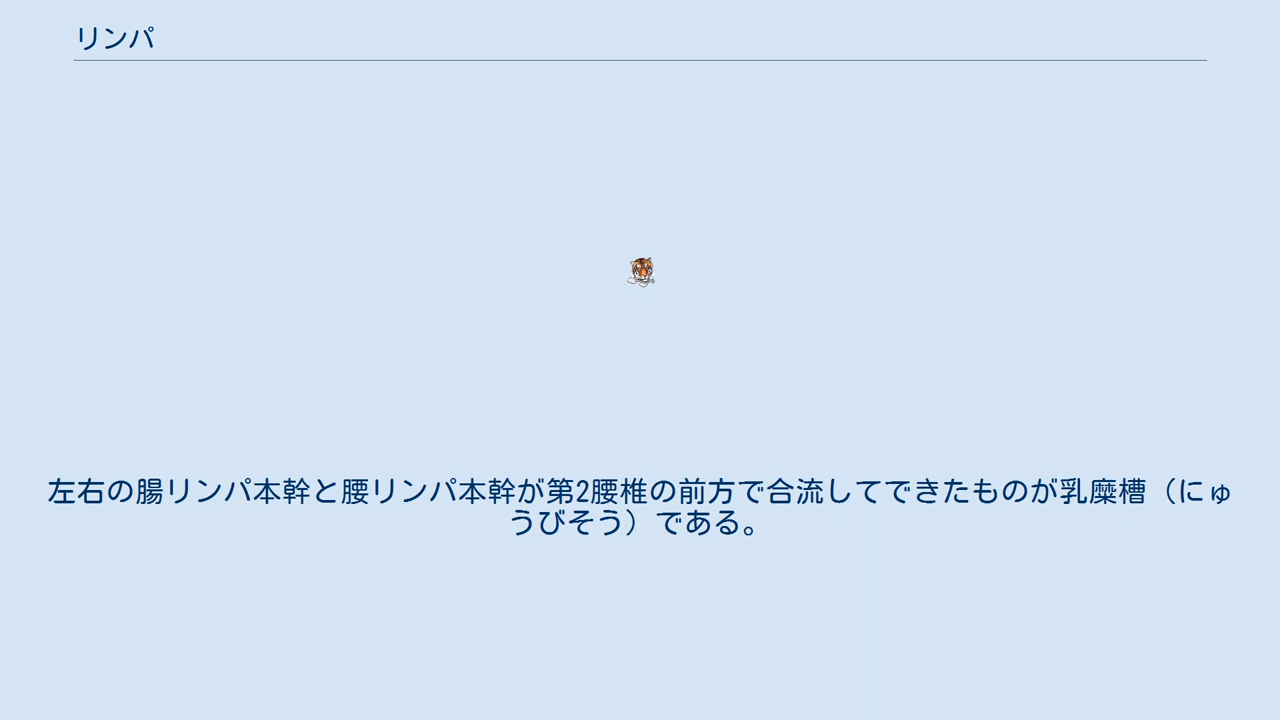 リンパ
左右の腸リンパ本幹と腰リンパ本幹が第2腰椎の前方で合流してできたものが乳糜槽（にゅ
うびそう）である。